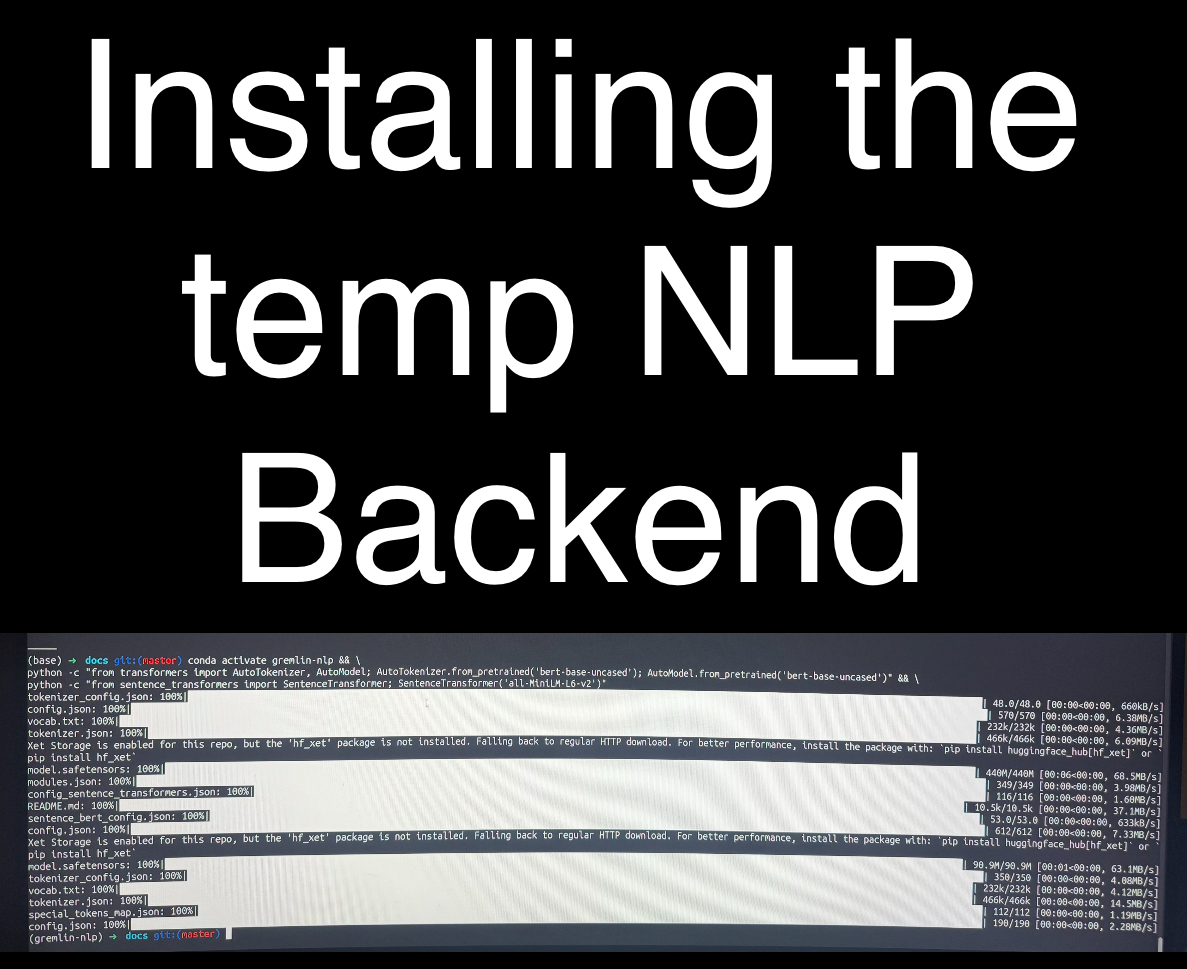 Installing the
temp NLP
Backend
(base) → docs git:(master) conda activate gremlin-nlp && \
python -c "from transformers import AutoTokenizer, AutoModel; AutoTokenizer.from_pretrained('bert-base-uncased'); AutoModel.from_pretrained('bert-base-uncased')" && \
python -c "from sentence_transformers import SentenceTransformer; SentenceTransformer('all-MiniLM-L6-v2')"
tokenizer_config.json: 100%| | 48.0/48.0 [00:00<00:00, 660kB/s]
config.json: 100%| | 570/570 [00:00<00:00, 6.38MB/s]
vocab.txt: 100%| | 232k/232k [00:00<00:00, 4.36MB/s]
tokenizer.json: 100%| | 466k/466k [00:00<00:00, 6.09MB/s]
Xet Storage is enabled for this repo, but the 'hf_xet' package is not installed. Falling back to regular HTTP download. For better performance, install the package with: `pip install huggingface_hub[hf_xet]` or `
pip install hf_xet`
model.safetensors: 100%| | 440M/440M [00:06<00:00, 68.5MB/s]
modules.json: 100%| | 349/349 [00:00<00:00, 3.98MB/s]
config_sentence_transformers.json: 100%| | 116/116 [00:00<00:00, 1.60MB/s]
README.md: 100%| | 10.5k/10.5k [00:00<00:00, 37.1MB/s]
sentence_bert_config.json: 100%| | 53.0/53.0 [00:00<00:00, 633kB/s]
config.json: 100%| | 612/612 [00:00<00:00, 7.33MB/s]
Xet Storage is enabled for this repo, but the 'hf_xet' package is not installed. Falling back to regular HTTP download. For better performance, install the package with: `pip install huggingface_hub[hf_xet]` or `
pip install hf_xet`
model.safetensors: 100%| | 90.9M/90.9M [00:01<00:00, 63.1MB/s]
tokenizer_config.json: 100%| | 350/350 [00:00<00:00, 4.08MB/s]
vocab.txt: 100%| | 232k/232k [00:00<00:00, 4.12MB/s]
tokenizer.json: 100%| | 466k/466k [00:00<00:00, 14.5MB/s]
special_tokens_map.json: 100%| | 112/112 [00:00<00:00, 1.19MB/s]
config.json: 100%| | 190/190 [00:00<00:00, 2.28MB/s]
(gremlin-nlp) → docs git:(master)